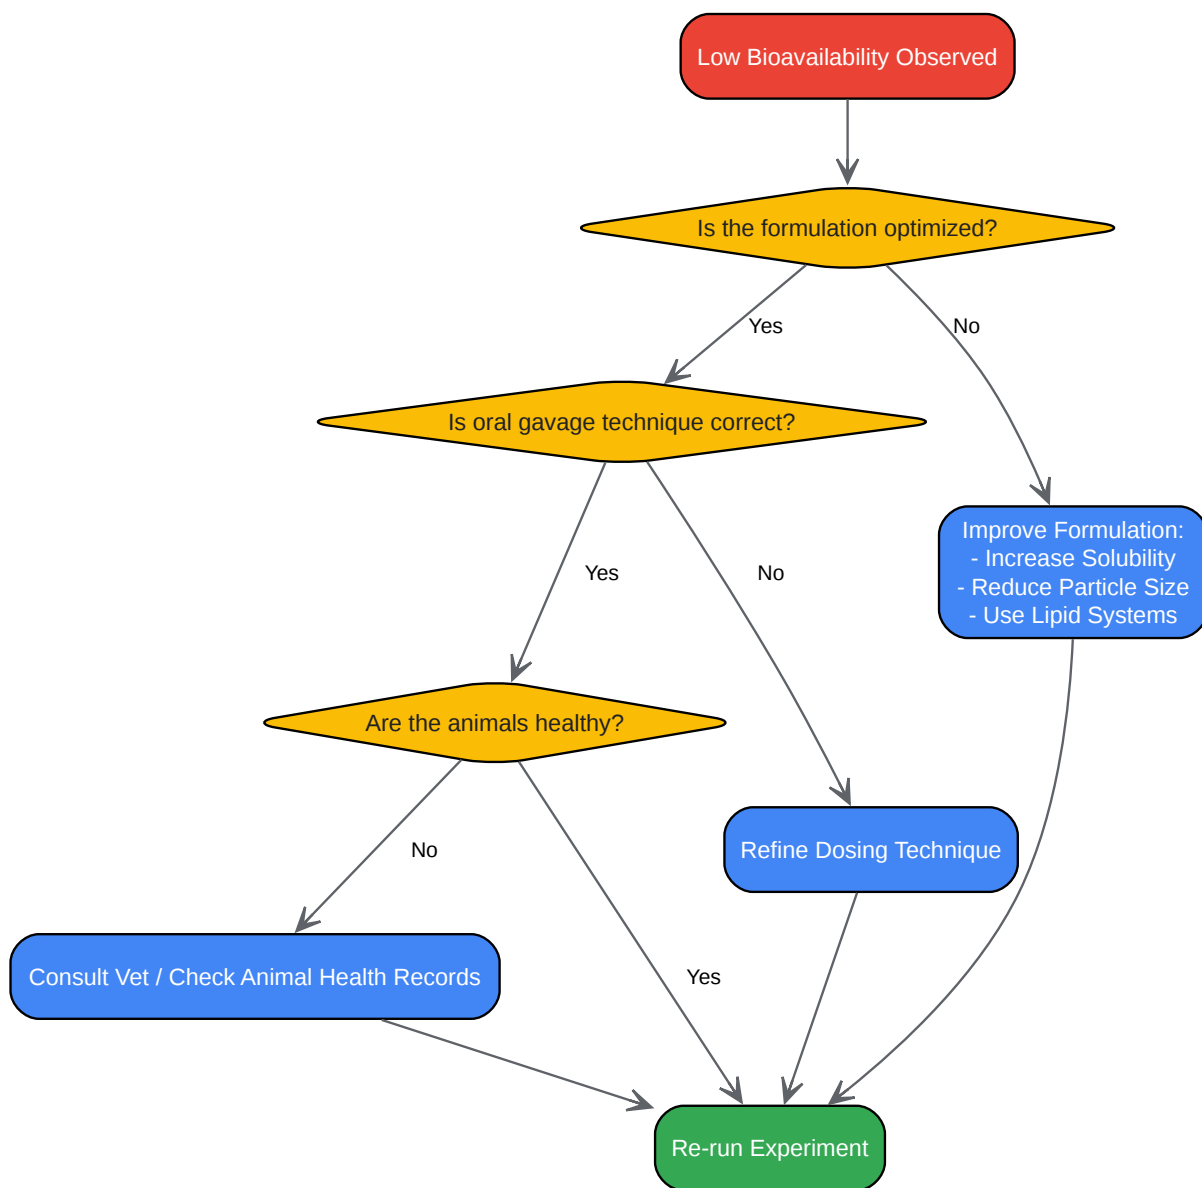 Low Bioavailability Observed
Is the formulation optimized?
Yes
No
Is oral gavage technique correct?
Improve Formulation:
- Increase Solubility
- Reduce Particle Size
- Use Lipid Systems
Yes
No
Are the animals healthy?
No
Refine Dosing Technique
Consult Vet / Check Animal Health Records
Yes
Re-run Experiment